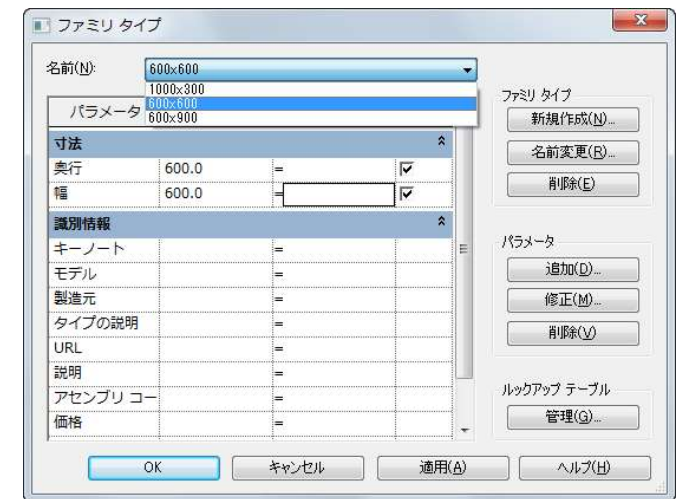 ファミリ タイプ
名前(N):
600x600
1000x300
600x600
600x900
パラメータ
寸法
奥行 600.0 =
幅 600.0 =
識別情報
キーノート =
モデル =
製造元 =
タイプの説明 =
URL =
説明 =
アセンブリ コー =
価格 =
ファミリ タイプ
新規作成(N)...
名前変更(R)...
削除(E)
パラメータ
追加(D)...
修正(M)...
削除(V)
ルックアップ テーブル
管理(G)...
OK キャンセル 適用(A) ヘルプ(H)